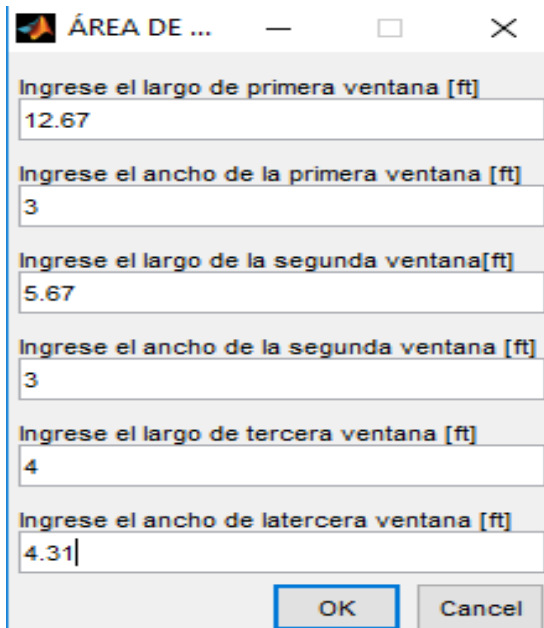 ÁREA DE ...
Ingrese el largo de primera ventana [ft]
12.67
Ingrese el ancho de la primera ventana [ft]
3
Ingrese el largo de la segunda ventana[ft]
5.67
Ingrese el ancho de la segunda ventana [ft]
3
Ingrese el largo de tercera ventana [ft]
4
Ingrese el ancho de latercera ventana [ft]
4.31
OK Cancel